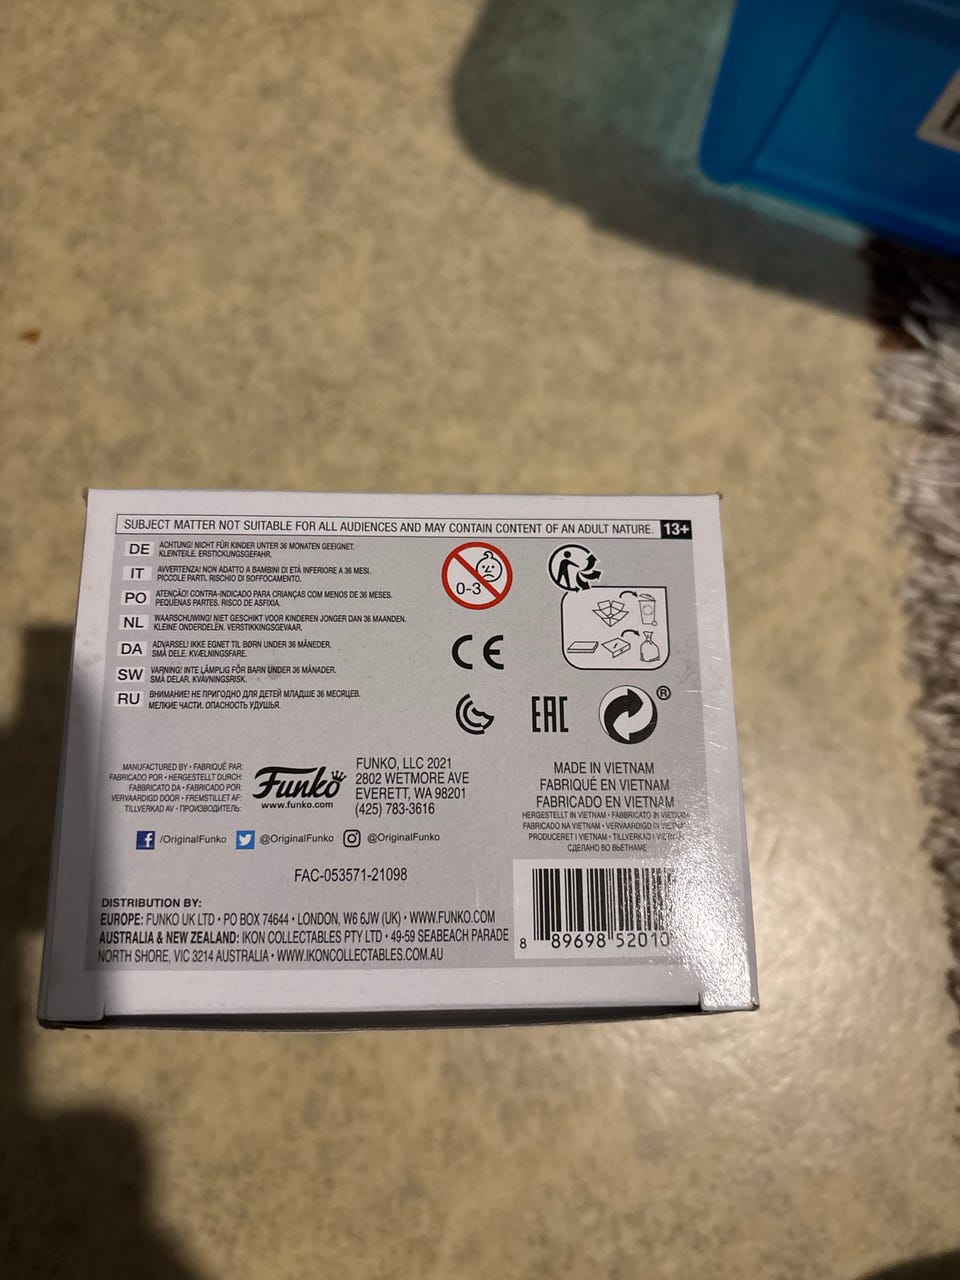 SUBJECT MATTER NOT SUITABLE FOR ALL AUDIENCES AND MAY CONTAIN CONTENT OF AN ADULT NATURE. 13+
DE ACHTUNG! NICHT FÜR KINDER UNTER 36 MONATEN GEEIGNET.
KLEINTEILE. ERSTICKUNGSGEFAHR.
IT AVVERTENZA! NON ADATTO A BAMBINI DI ETÀ INFERIORE A 36 MESI.
PICCOLE PARTI. RISCHIO DI SOFFOCAMENTO.
PO ATENÇÃO! CONTRA-INDICADO PARA CRIANÇAS COM MENOS DE 36 MESES.
PEQUENAS PARTES. RISCO DE ASFIXIA.
NL WAARSCHUWING! NIET GESCHIKT VOOR KINDEREN JONGER DAN 36 MAANDEN.
KLEINE ONDERDELEN. VERSTIKKINGSGEVAAR.
DA ADVARSEL! IKKE EGNET TIL BØRN UNDER 36 MÅNEDER.
SMÅ DELE. KVÆLNINGSFARE.
SW VARNING! INTE LÄMPLIG FÖR BARN UNDER 36 MÅNADER.
SMÅ DELAR. KVÄVNINGSRISK.
RU ВНИМАНИЕ! НЕ ПРИГОДНО ДЛЯ ДЕТЕЙ МЛАДШЕ 36 МЕСЯЦЕВ.
МЕЛКИЕ ЧАСТИ. ОПАСНОСТЬ УДУШЬЯ.
0-3
CE
EAC
®
MANUFACTURED BY • FABRIQUÉ PAR:
FABRICADO POR • HERGESTELLT DURCH:
FABBRICATO DA • FABRICADO POR:
VERVAARDIGD DOOR • FREMSTILLET AF:
TILLVERKAD AV • ПРОИЗВОДИТЕЛЬ:
Funko
www.funko.com
FUNKO, LLC 2021
2802 WETMORE AVE
EVERETT, WA 98201
(425) 783-3616
MADE IN VIETNAM
FABRIQUÉ EN VIETNAM
FABRICADO EN VIETNAM
HERGESTELLT IN VIETNAM • FABBRICATO IN VIETNAM
FABRICADO NA VIETNAM • VERVAARDIGD IN VIETNAM
PRODUCERET I VIETNAM • TILLVERKAD I VIETNAM
СДЕЛАНО ВО ВЬЕТНАМЕ
/OriginalFunko @OriginalFunko @OriginalFunko
FAC-053571-21098
DISTRIBUTION BY:
EUROPE: FUNKO UK LTD • PO BOX 74644 • LONDON, W6 6JW (UK) • WWW.FUNKO.COM
AUSTRALIA & NEW ZEALAND: IKON COLLECTABLES PTY LTD • 49-59 SEABEACH PARADE
NORTH SHORE, VIC 3214 AUSTRALIA • WWW.IKONCOLLECTABLES.COM.AU
8 89698 52010